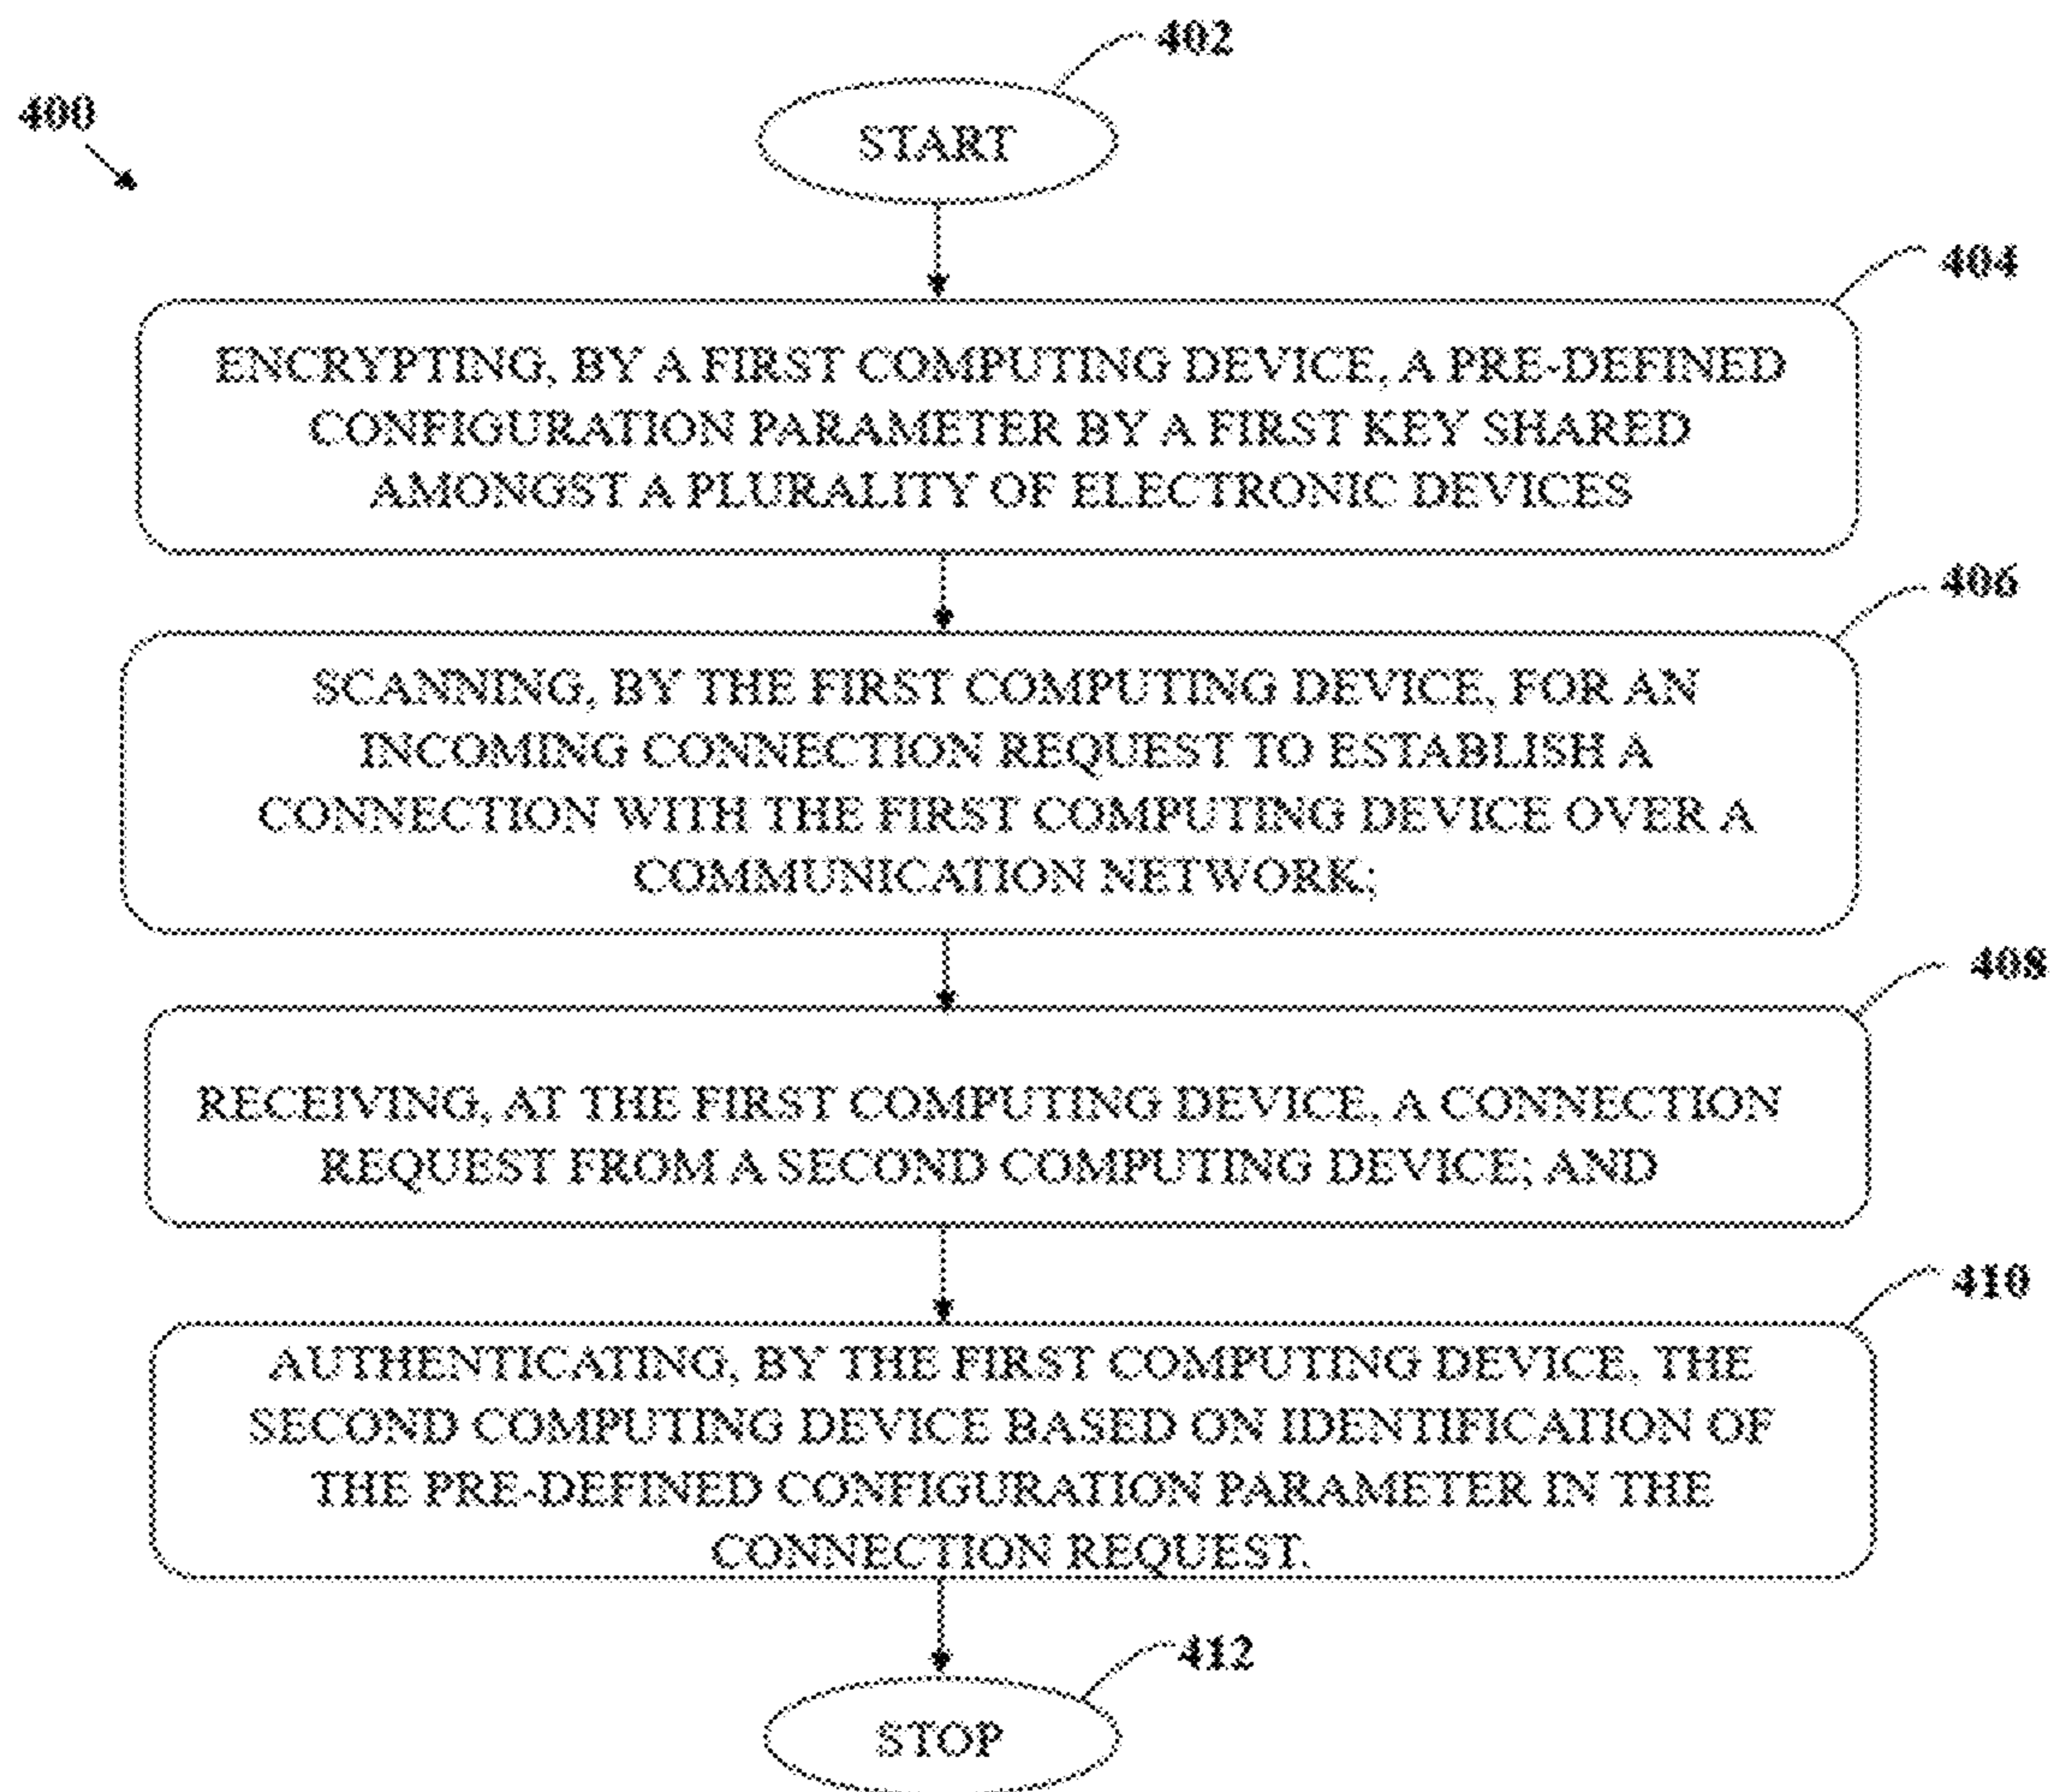 402
400
START
404
ENCRYPTING, BY A FIRST COMPUTING DEVICE, A PRE-DEFINED
CONFIGURATION PARAMETER BY A FIRST KEY SHARED
AMONGST A PLURALITY OF ELECTRONIC DEVICES
406
SCANNING, BY THE FIRST COMPUTING DEVICE, FOR AN
INCOMING CONNECTION REQUEST TO ESTABLISH A
CONNECTION WITH THE FIRST COMPUTING DEVICE OVER A
COMMUNICATION NETWORK;
408
RECEIVING, AT THE FIRST COMPUTING DEVICE, A CONNECTION
REQUEST FROM A SECOND COMPUTING DEVICE; AND
410
AUTHENTICATING, BY THE FIRST COMPUTING DEVICE, THE
SECOND COMPUTING DEVICE BASED ON IDENTIFICATION OF
THE PRE-DEFINED CONFIGURATION PARAMETER IN THE
CONNECTION REQUEST.
412
STOP